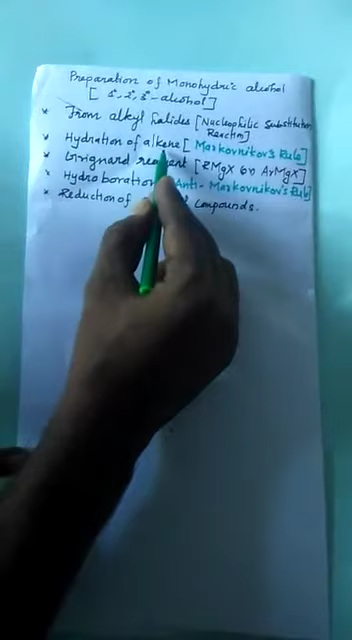 Preparation of Monohydric alcohol
[ 1°, 2°, 3° - alcohol ]
* From alkyl halides [ Nucleophilic Substitution
Reaction ]
* Hydration of alkene [ Markovnikov's Rule ]
* Grignard reagent [ RMgX (or) ArMgX ]
* Hydroboration Anti - Markovnikov's Rule ]
* Reduction of compounds.